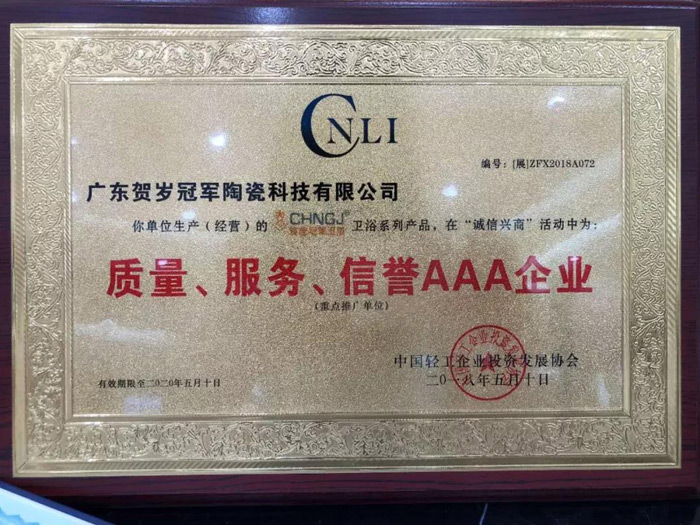 CNLI
编号：[展]ZFX2018A072
广东贺岁冠军陶瓷科技有限公司
你单位生产（经营）的 CHNGJ® 卫浴系列产品，在“诚信兴商”活动中为：
质量、服务、信誉AAA企业
（重点推广单位）
中国轻工企业投资发展协会
有效期限至二〇二〇年五月十日
二〇一八年五月十日